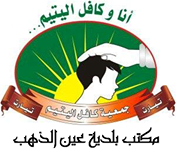 أنا و كافل اليتيم...
جمعية كافل اليتيم
تيارت
تيارت
مكتب بلدية عين الذهب